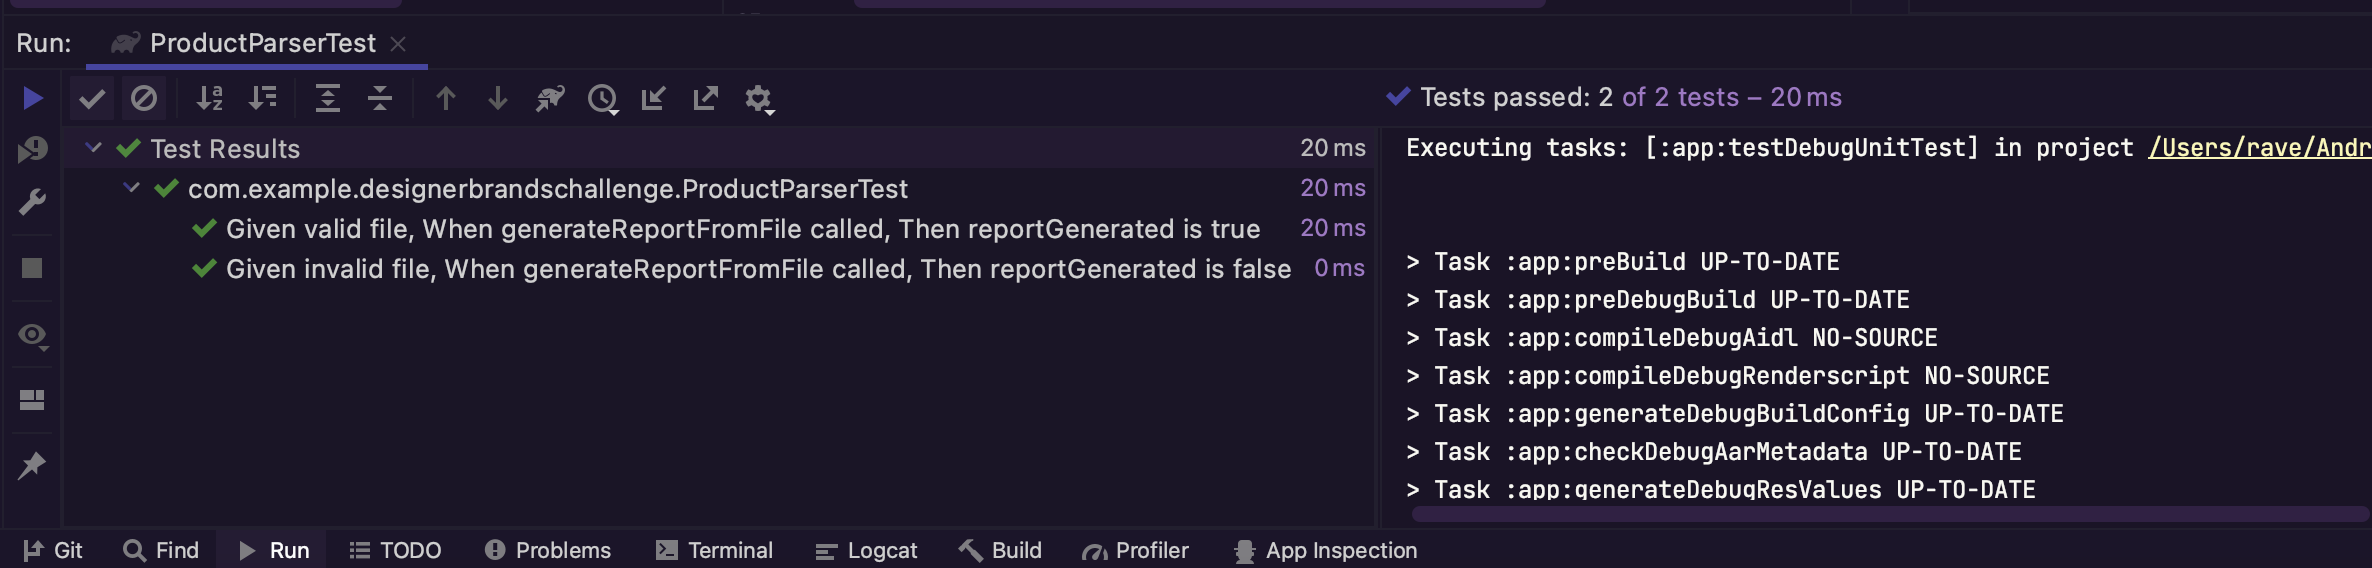 Run: ProductParserTest
Tests passed: 2 of 2 tests – 20 ms
Test Results 20 ms
com.example.designerbrandschallenge.ProductParserTest 20 ms
Given valid file, When generateReportFromFile called, Then reportGenerated is true 20 ms
Given invalid file, When generateReportFromFile called, Then reportGenerated is false 0 ms
Executing tasks: [:app:testDebugUnitTest] in project /Users/rave/Andr
> Task :app:preBuild UP-TO-DATE
> Task :app:preDebugBuild UP-TO-DATE
> Task :app:compileDebugAidl NO-SOURCE
> Task :app:compileDebugRenderscript NO-SOURCE
> Task :app:generateDebugBuildConfig UP-TO-DATE
> Task :app:checkDebugAarMetadata UP-TO-DATE
> Task :app:generateDebugResValues UP-TO-DATE
Git Find Run TODO Problems Terminal Logcat Build Profiler App Inspection